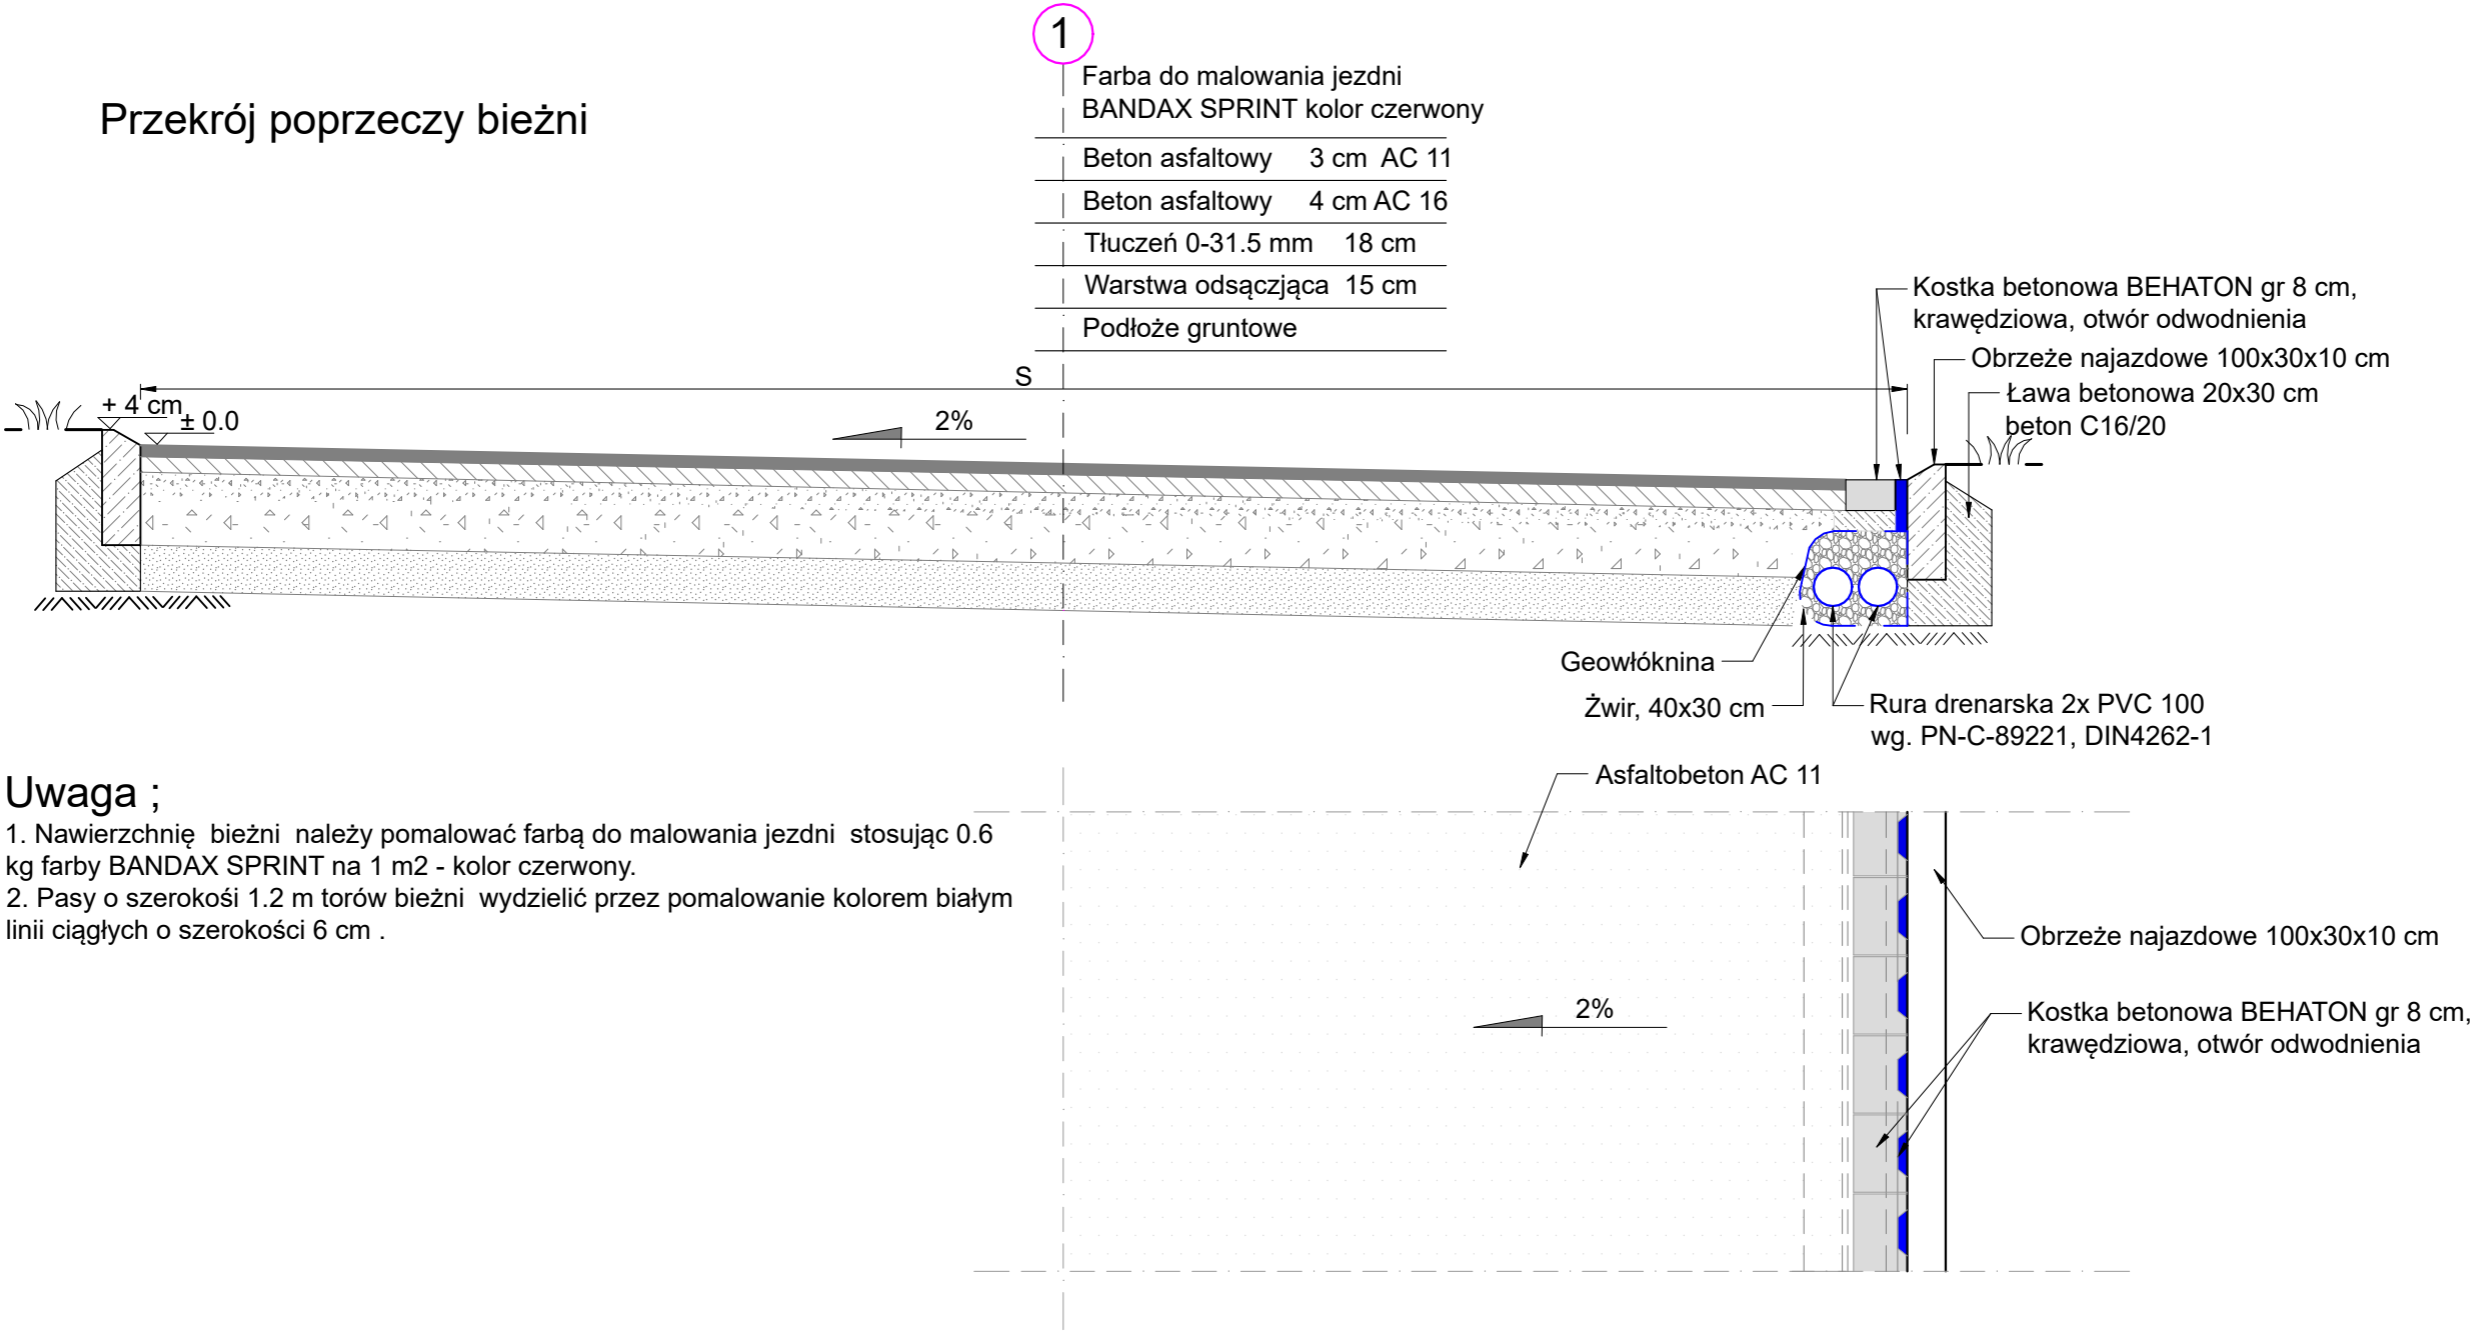 1
Farba do malowania jezdni
BANDAX SPRINT kolor czerwony
Przekrój poprzeczy bieżni
Beton asfaltowy 3 cm AC 11
Beton asfaltowy 4 cm AC 16
Tłuczeń 0-31.5 mm 18 cm
Warstwa odsączjąca 15 cm
Podłoże gruntowe
Kostka betonowa BEHATON gr 8 cm,
krawędziowa, otwór odwodnienia
Obrzeże najazdowe 100x30x10 cm
Ława betonowa 20x30 cm
beton C16/20
S
+ 4 cm
± 0.0
2%
Geowłóknina
Żwir, 40x30 cm
Rura drenarska 2x PVC 100
wg. PN-C-89221, DIN4262-1
Uwaga ;
1. Nawierzchnię bieżni należy pomalować farbą do malowania jezdni stosując 0.6
kg farby BANDAX SPRINT na 1 m2 - kolor czerwony.
2. Pasy o szerokośi 1.2 m torów bieżni wydzielić przez pomalowanie kolorem białym
linii ciągłych o szerokości 6 cm .
Asfaltobeton AC 11
Obrzeże najazdowe 100x30x10 cm
2%
Kostka betonowa BEHATON gr 8 cm,
krawędziowa, otwór odwodnienia